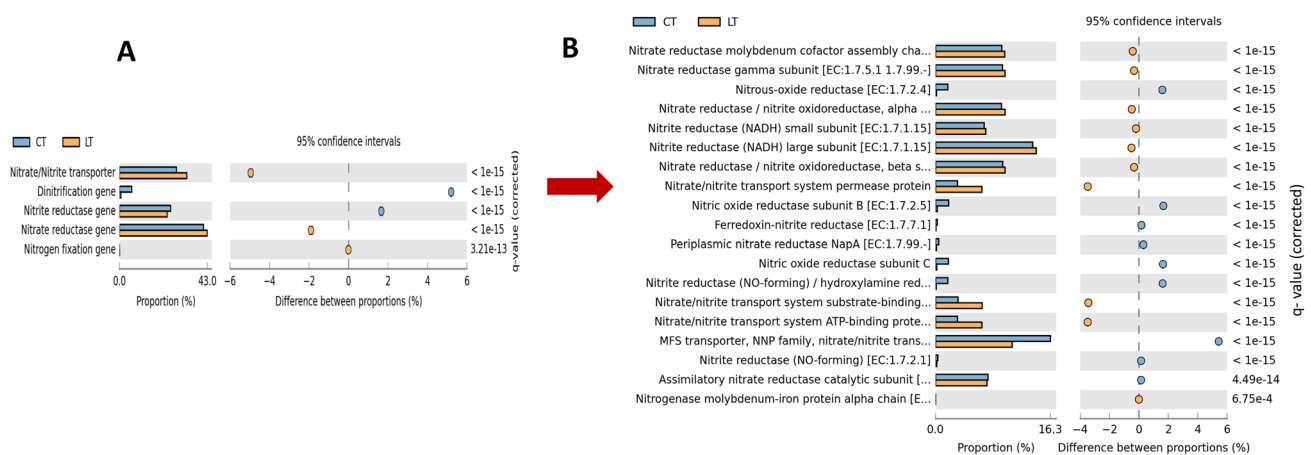 A
CT LT
95% confidence intervals
Nitrate/Nitrite transporter < 1e-15
Dinitrification gene < 1e-15
Nitrite reductase gene < 1e-15
Nitrate reductase gene < 1e-15
Nitrogen fixation gene 3.21e-13
0.0 43.0 −6 −4 −2 0 2 4 6
Proportion (%) Difference between proportions (%)
q-value (corrected)
B
CT LT
95% confidence intervals
Nitrate reductase molybdenum cofactor assembly cha... < 1e-15
Nitrate reductase gamma subunit [EC:1.7.5.1 1.7.99.-] < 1e-15
Nitrous-oxide reductase [EC:1.7.2.4] < 1e-15
Nitrate reductase / nitrite oxidoreductase, alpha ... < 1e-15
Nitrite reductase (NADH) small subunit [EC:1.7.1.15] < 1e-15
Nitrite reductase (NADH) large subunit [EC:1.7.1.15] < 1e-15
Nitrate reductase / nitrite oxidoreductase, beta s... < 1e-15
Nitrate/nitrite transport system permease protein < 1e-15
Nitric oxide reductase subunit B [EC:1.7.2.5] < 1e-15
Ferredoxin-nitrite reductase [EC:1.7.7.1] < 1e-15
Periplasmic nitrate reductase NapA [EC:1.7.99.-] < 1e-15
Nitric oxide reductase subunit C < 1e-15
Nitrite reductase (NO-forming) / hydroxylamine red... < 1e-15
Nitrate/nitrite transport system substrate-binding... < 1e-15
Nitrate/nitrite transport system ATP-binding prote... < 1e-15
MFS transporter, NNP family, nitrate/nitrite trans... < 1e-15
Nitrite reductase (NO-forming) [EC:1.7.2.1] < 1e-15
Assimilatory nitrate reductase catalytic subunit [... 4.49e-14
Nitrogenase molybdenum-iron protein alpha chain [E... 6.75e-4
0.0 16.3 −4 −2 0 2 4 6
Proportion (%) Difference between proportions (%)
q- value (corrected)